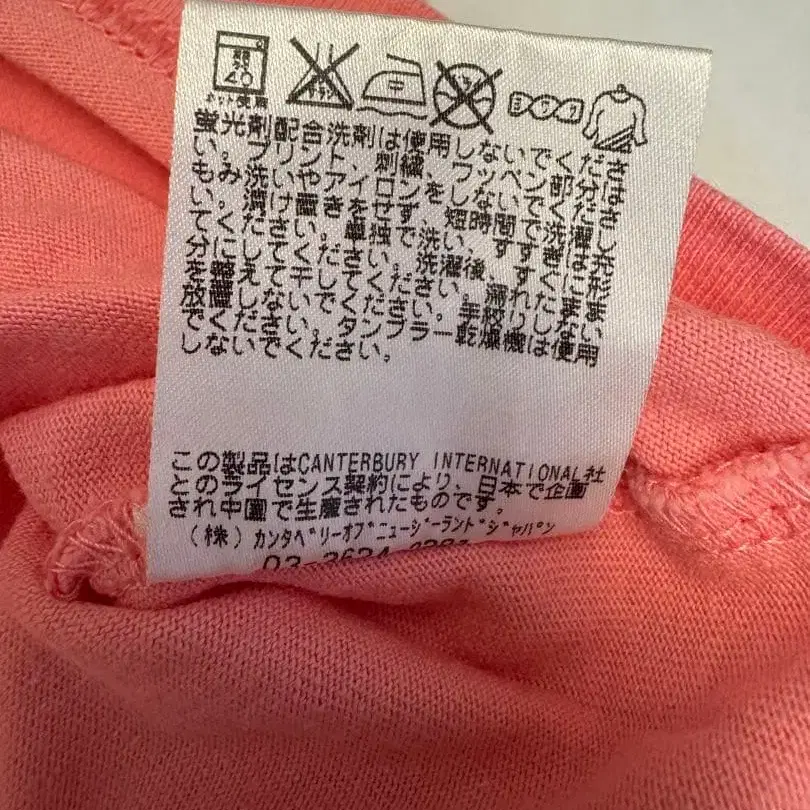 弱
40
ネット使用
エンソサラシ
中
蛍光剤配合洗剤は使用しないでくださ
い。プリント、刺繍、ワッペン部分は
もみ洗いやアイロンをしないでくださ
い。漬け置きをせず、短時間で洗濯し
てください。単独で洗い、すすぎは充
分にしてください。洗濯後、すぐに形
を整えて干してください。濡れたまま
放置しないでください。手絞りしない
でください。タンブラー乾燥機は使用
しないでください。
この製品はCANTERBURY INTERNATIONAL社
とのライセンス契約により、日本で企画
され中国で生産されたものです。
(株)カンタベリーオブニュージーランドジャパン
03-3624-